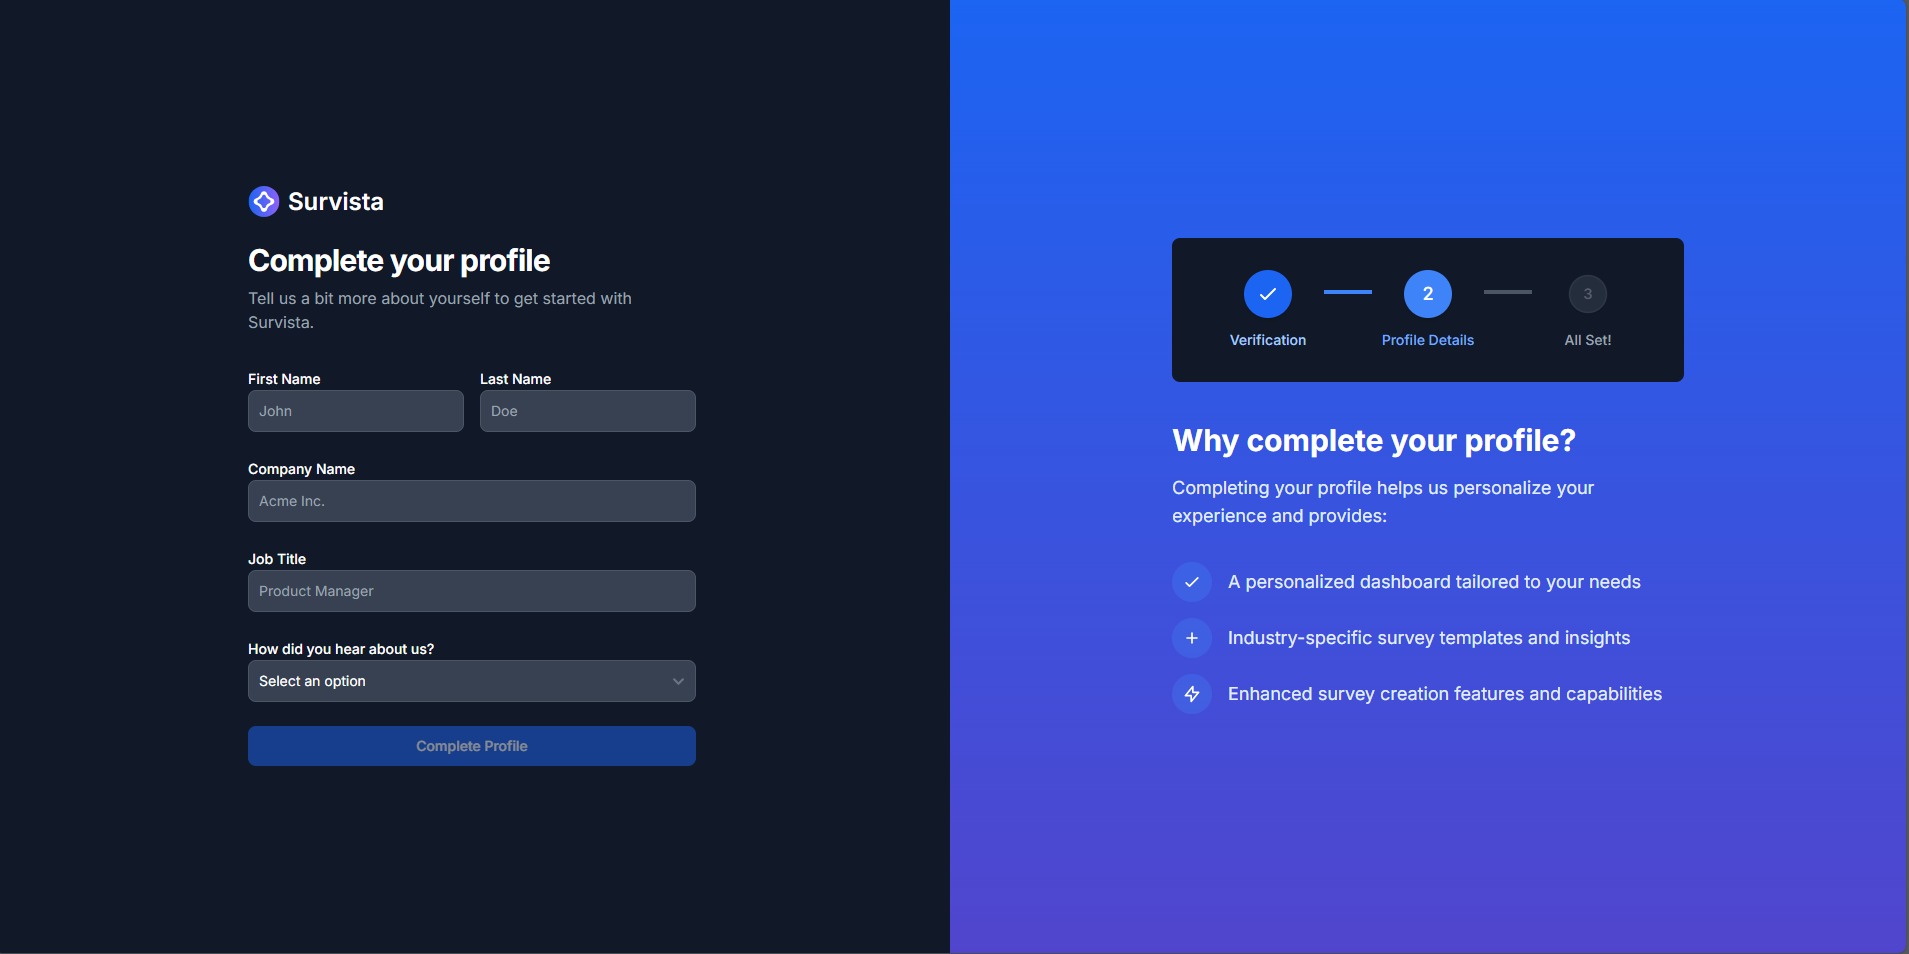 Survista
Complete your profile
Tell us a bit more about yourself to get started with
Survista.
First Name
Last Name
John
Doe
Company Name
Acme Inc.
Job Title
Product Manager
How did you hear about us?
Select an option
Complete Profile
2
3
Verification
Profile Details
All Set!
Why complete your profile?
Completing your profile helps us personalize your
experience and provides:
A personalized dashboard tailored to your needs
Industry-specific survey templates and insights
Enhanced survey creation features and capabilities